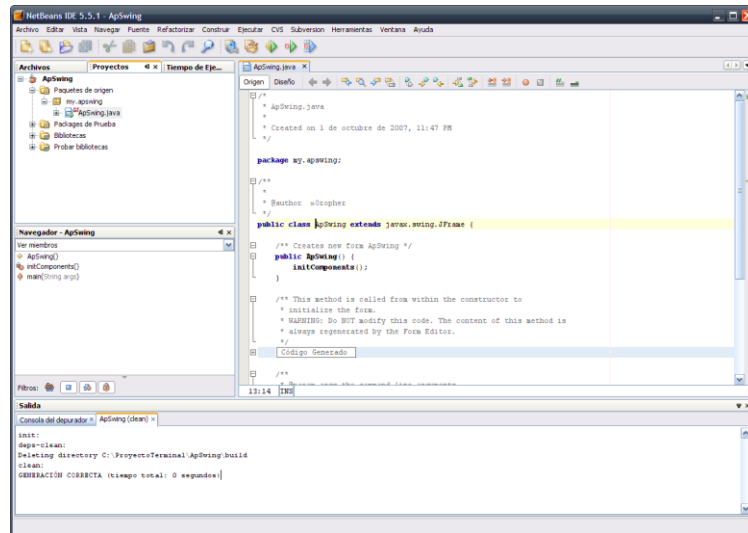 NetBeans IDE 5.5.1 - ApSwing
Archivo Editar Vista Navegar Fuente Refactorizar Construir Ejecutar CVS Subversion Herramientas Ventana Ayuda
Archivos Proyectos Tiempo de Eje...
ApSwing
Paquetes de origen
my.apswing
ApSwing.java
Packages de Prueba
Bibliotecas
Probar bibliotecas
Navegador - ApSwing
Ver miembros
ApSwing()
initComponents()
main(String args)
Filtros:
ApSwing.java
Origen Diseño
/*
* ApSwing.java
*
* Created on 1 de octubre de 2007, 11:47 PM
*/
package my.apswing;
/**
*
* @author
*/
public class ApSwing extends javax.swing.JFrame {
/** Creates new form ApSwing */
public ApSwing() {
initComponents();
}
/** This method is called from within the constructor to
* initialize the form.
* WARNING: Do NOT modify this code. The content of this method is
* always regenerated by the Form Editor.
*/
Código Generado
/**
13:14 INS
Salida
Consola del depurador ApSwing (clean)
init:
deps-clean:
Deleting directory C:\ProyectoTerminal\ApSwing\build
clean:
GENERACIÓN CORRECTA (tiempo total: 0 segundos)